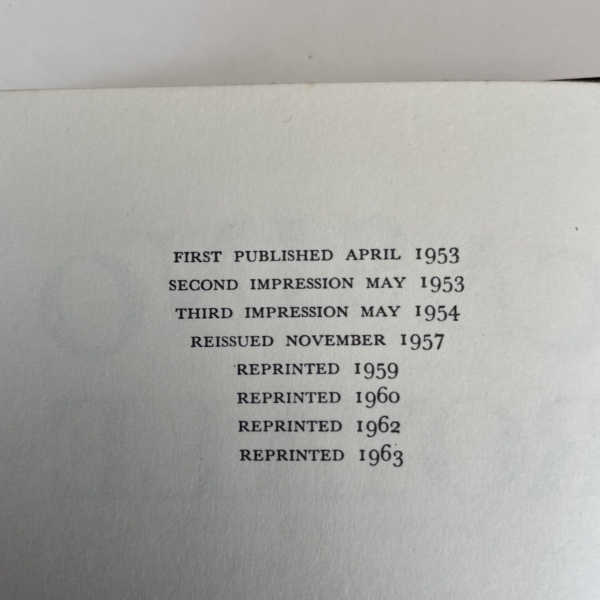 FIRST PUBLISHED APRIL 1953
SECOND IMPRESSION MAY 1953
THIRD IMPRESSION MAY 1954
REISSUED NOVEMBER 1957
REPRINTED 1959
REPRINTED 1960
REPRINTED 1962
REPRINTED 1963